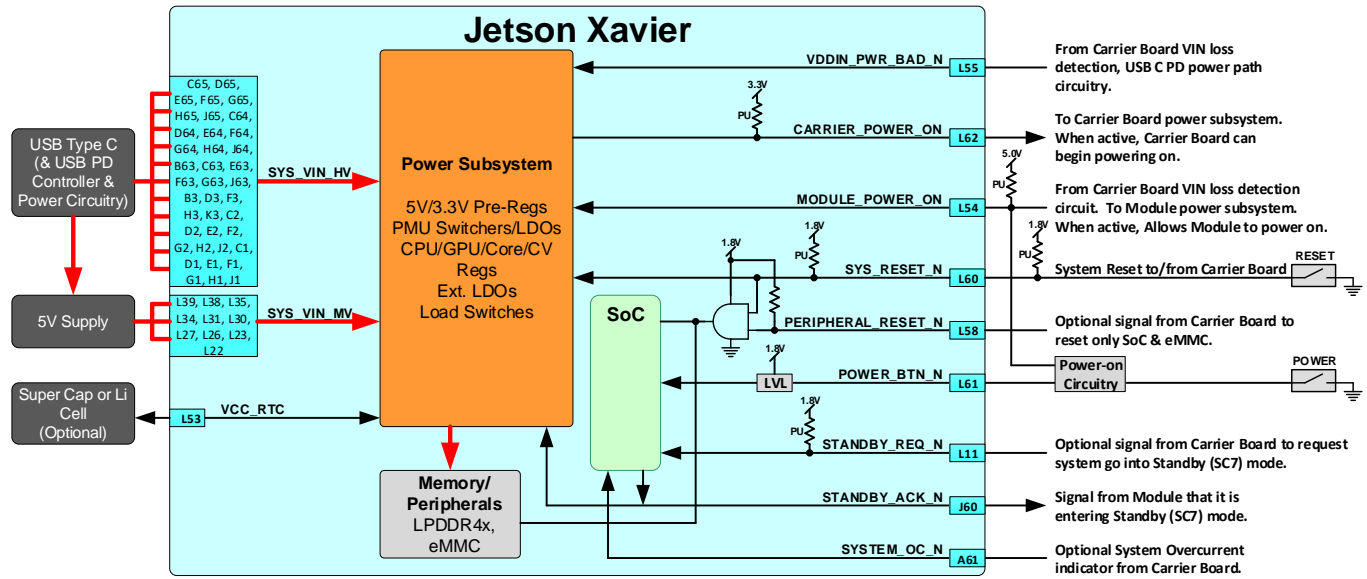 Jetson Xavier
USB Type C
(& USB PD
Controller &
Power Circuitry)
5V Supply
Super Cap or Li
Cell
(Optional)
C65, D65,
E65, F65, G65,
H65, J65, C64,
D64, E64, F64,
G64, H64, J64,
B63, C63, E63,
F63, G63, J63,
B3, D3, F3,
H3, K3, C2,
D2, E2, F2,
G2, H2, J2, C1,
D1, E1, F1,
G1, H1, J1
SYS_VIN_HV
L39, L38, L35,
L34, L31, L30,
L27, L26, L23,
L22
SYS_VIN_MV
L53
VCC_RTC
Power Subsystem
5V/3.3V Pre-Regs
PMU Switchers/LDOs
CPU/GPU/Core/CV
Regs
Ext. LDOs
Load Switches
Memory/
Peripherals
LPDDR4x,
eMMC
SoC
VDDIN_PWR_BAD_N
L55
From Carrier Board VIN loss
detection, USB C PD power path
circuitry.
3.3V
PU
CARRIER_POWER_ON
L62
To Carrier Board power subsystem.
When active, Carrier Board can
begin powering on.
5.0V
PU
MODULE_POWER_ON
L54
From Carrier Board VIN loss detection
circuit. To Module power subsystem.
When active, Allows Module to power on.
1.8V
1.8V
PU
1.8V
PU
SYS_RESET_N
L60
System Reset to/from Carrier Board
RESET
PERIPHERAL_RESET_N
L58
Optional signal from Carrier Board to
reset only SoC & eMMC.
1.8V
LVL
POWER_BTN_N
L61
Power-on
Circuitry
POWER
1.8V
PU
STANDBY_REQ_N
L11
Optional signal from Carrier Board to request
system go into Standby (SC7) mode.
STANDBY_ACK_N
J60
Signal from Module that it is
entering Standby (SC7) mode.
SYSTEM_OC_N
A61
Optional System Overcurrent
indicator from Carrier Board.